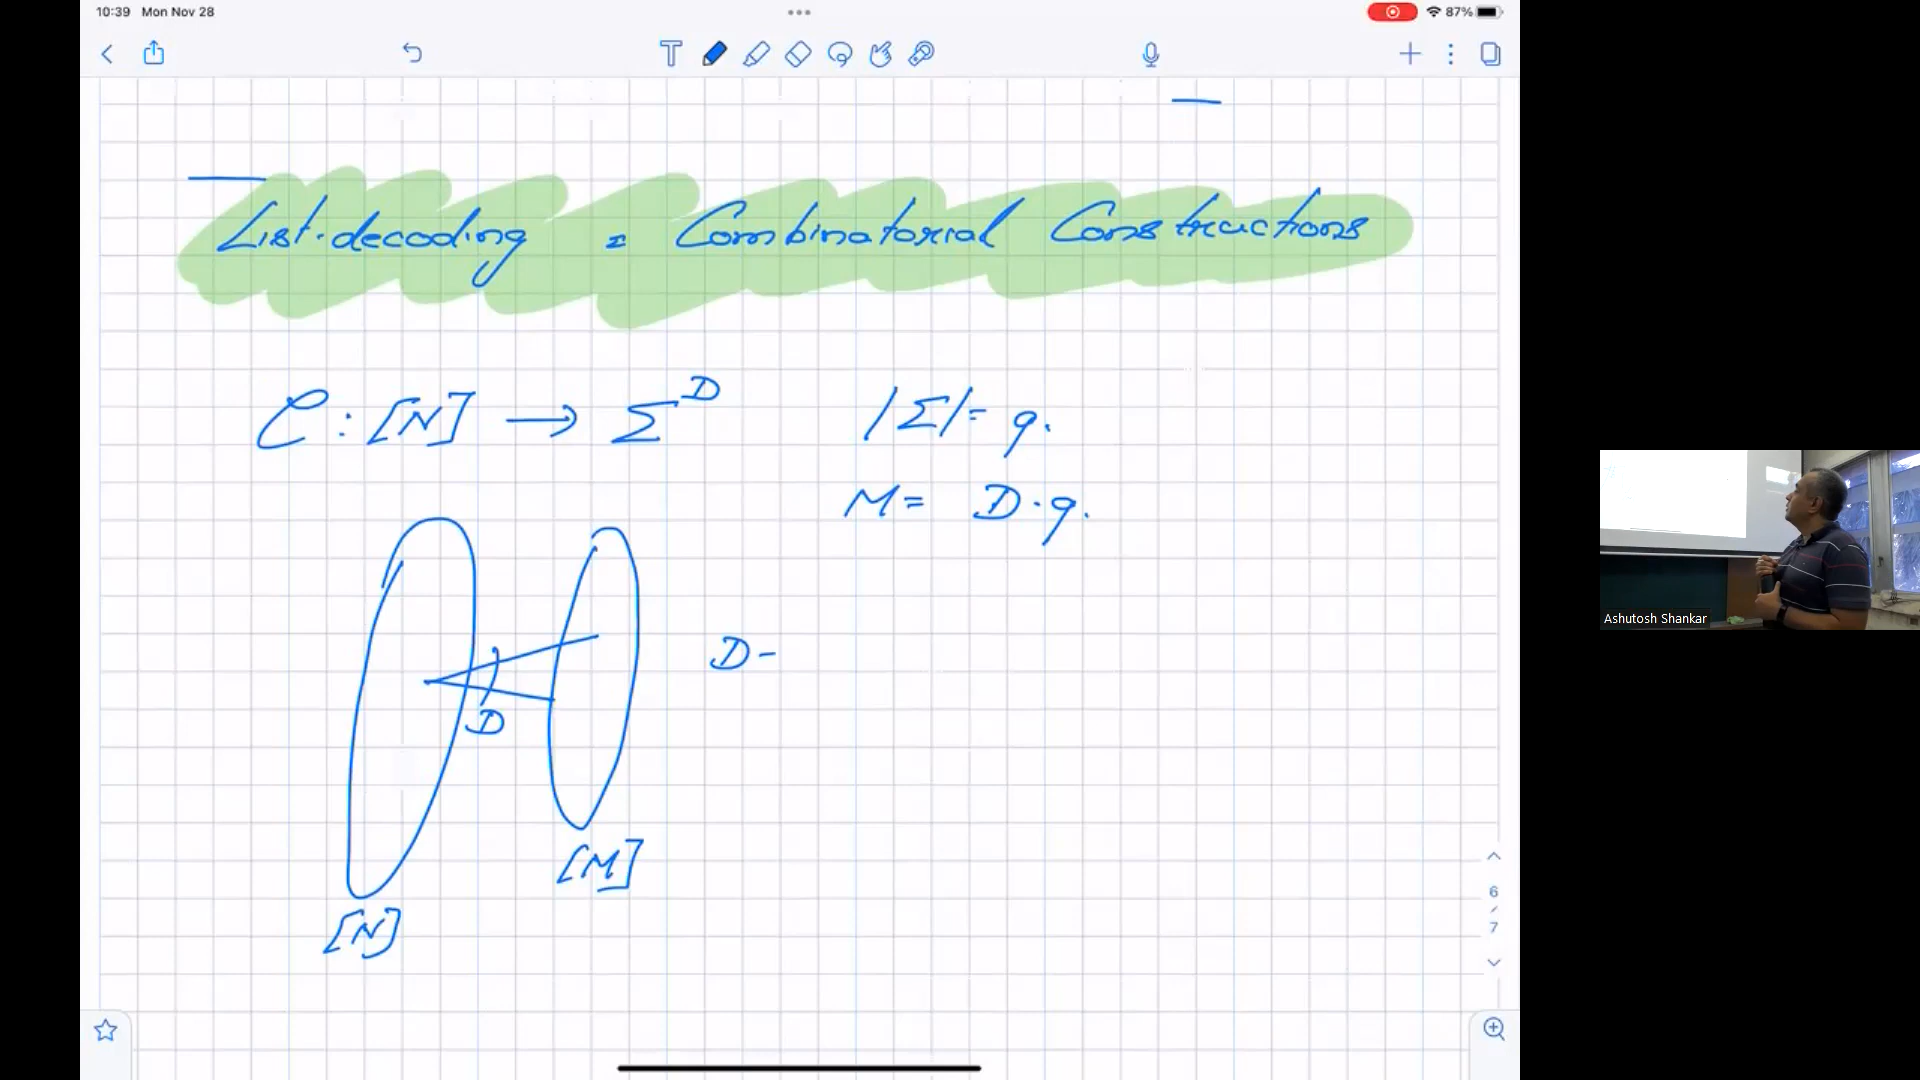 10:39 Mon Nov 28
87%
T
List-decoding = Combinatorial Constructions
C : [N] → Σ^D |Σ| = q.
M = D·q.
D -
D
[M]
[N]
6
7
Ashutosh Shankar